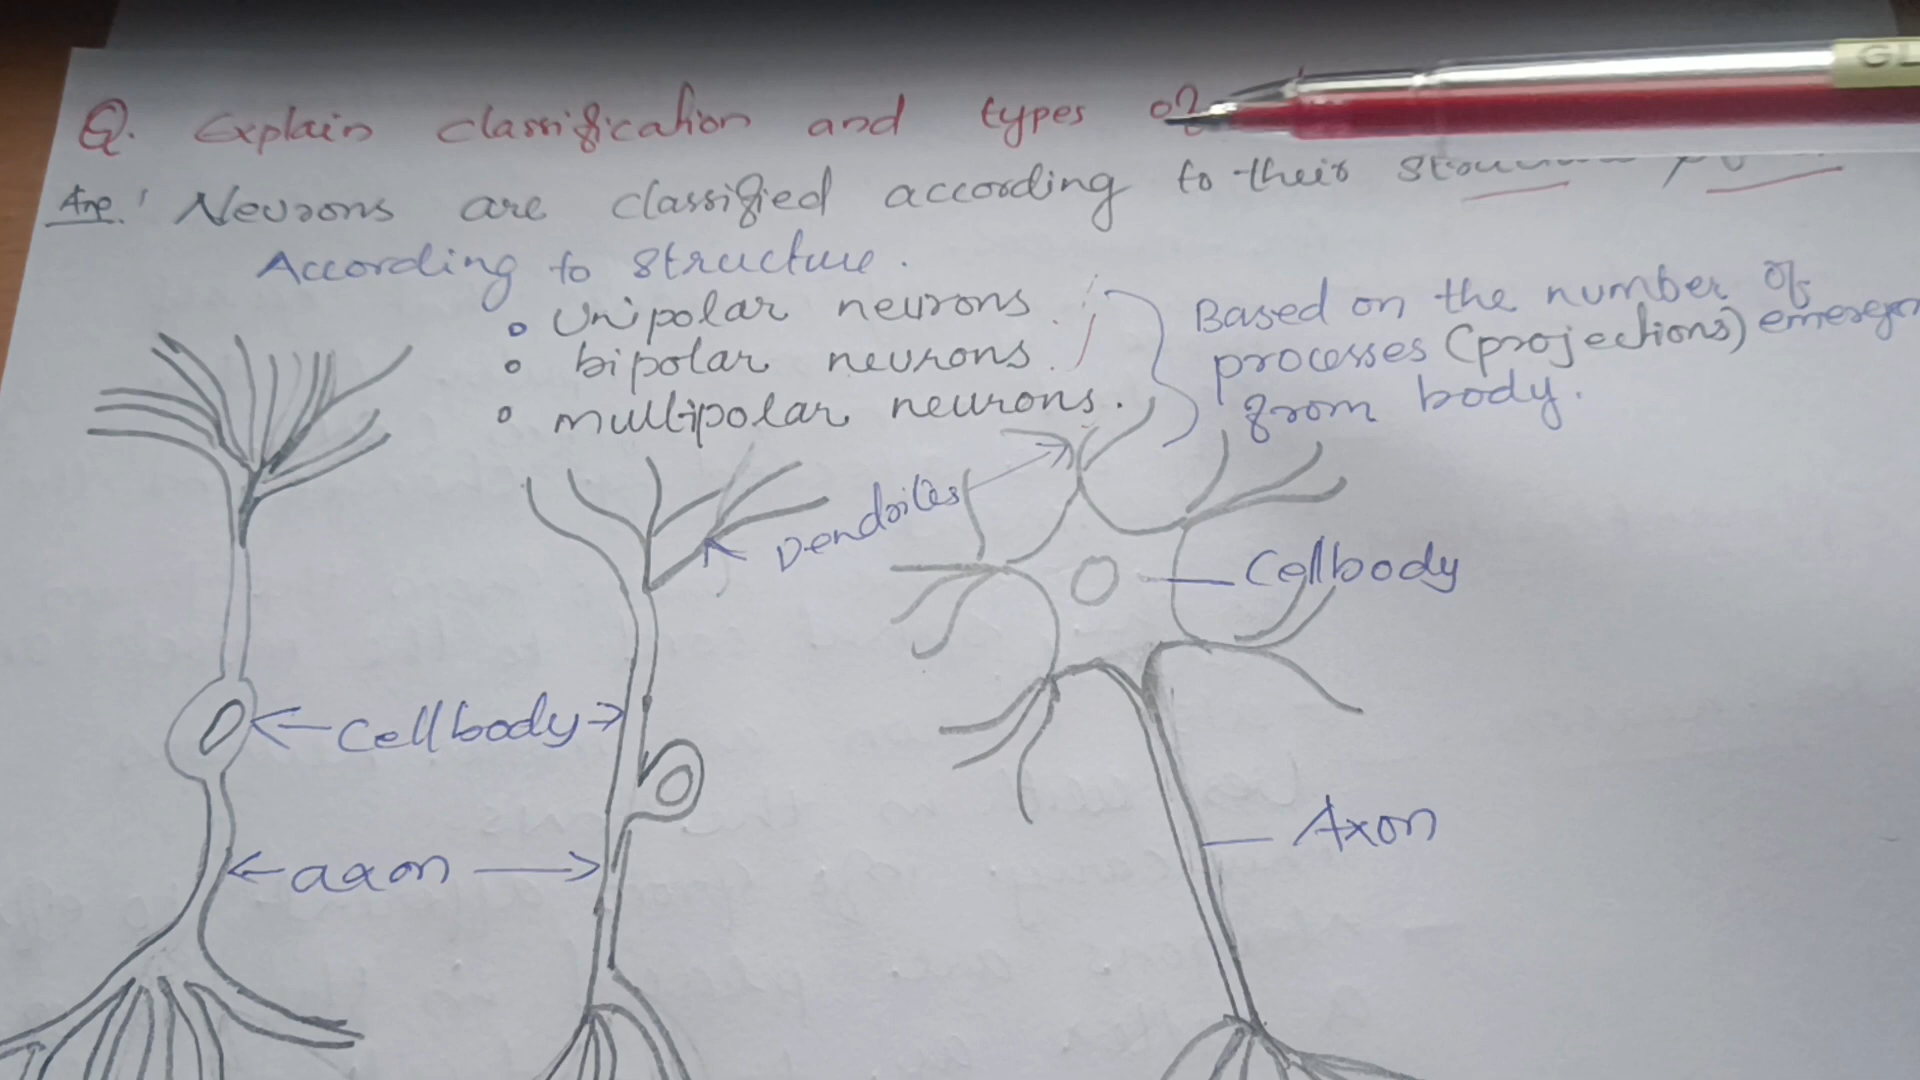 Q. Explain classification and types of
Ans: Neurons are classified according to their
According to structure.
• Unipolar neurons.
• bipolar neurons.
• multipolar neurons.
Based on the number of
processes (projections)
from body.
Dendrites
Cellbody
Cellbody
axon
Axon
GL